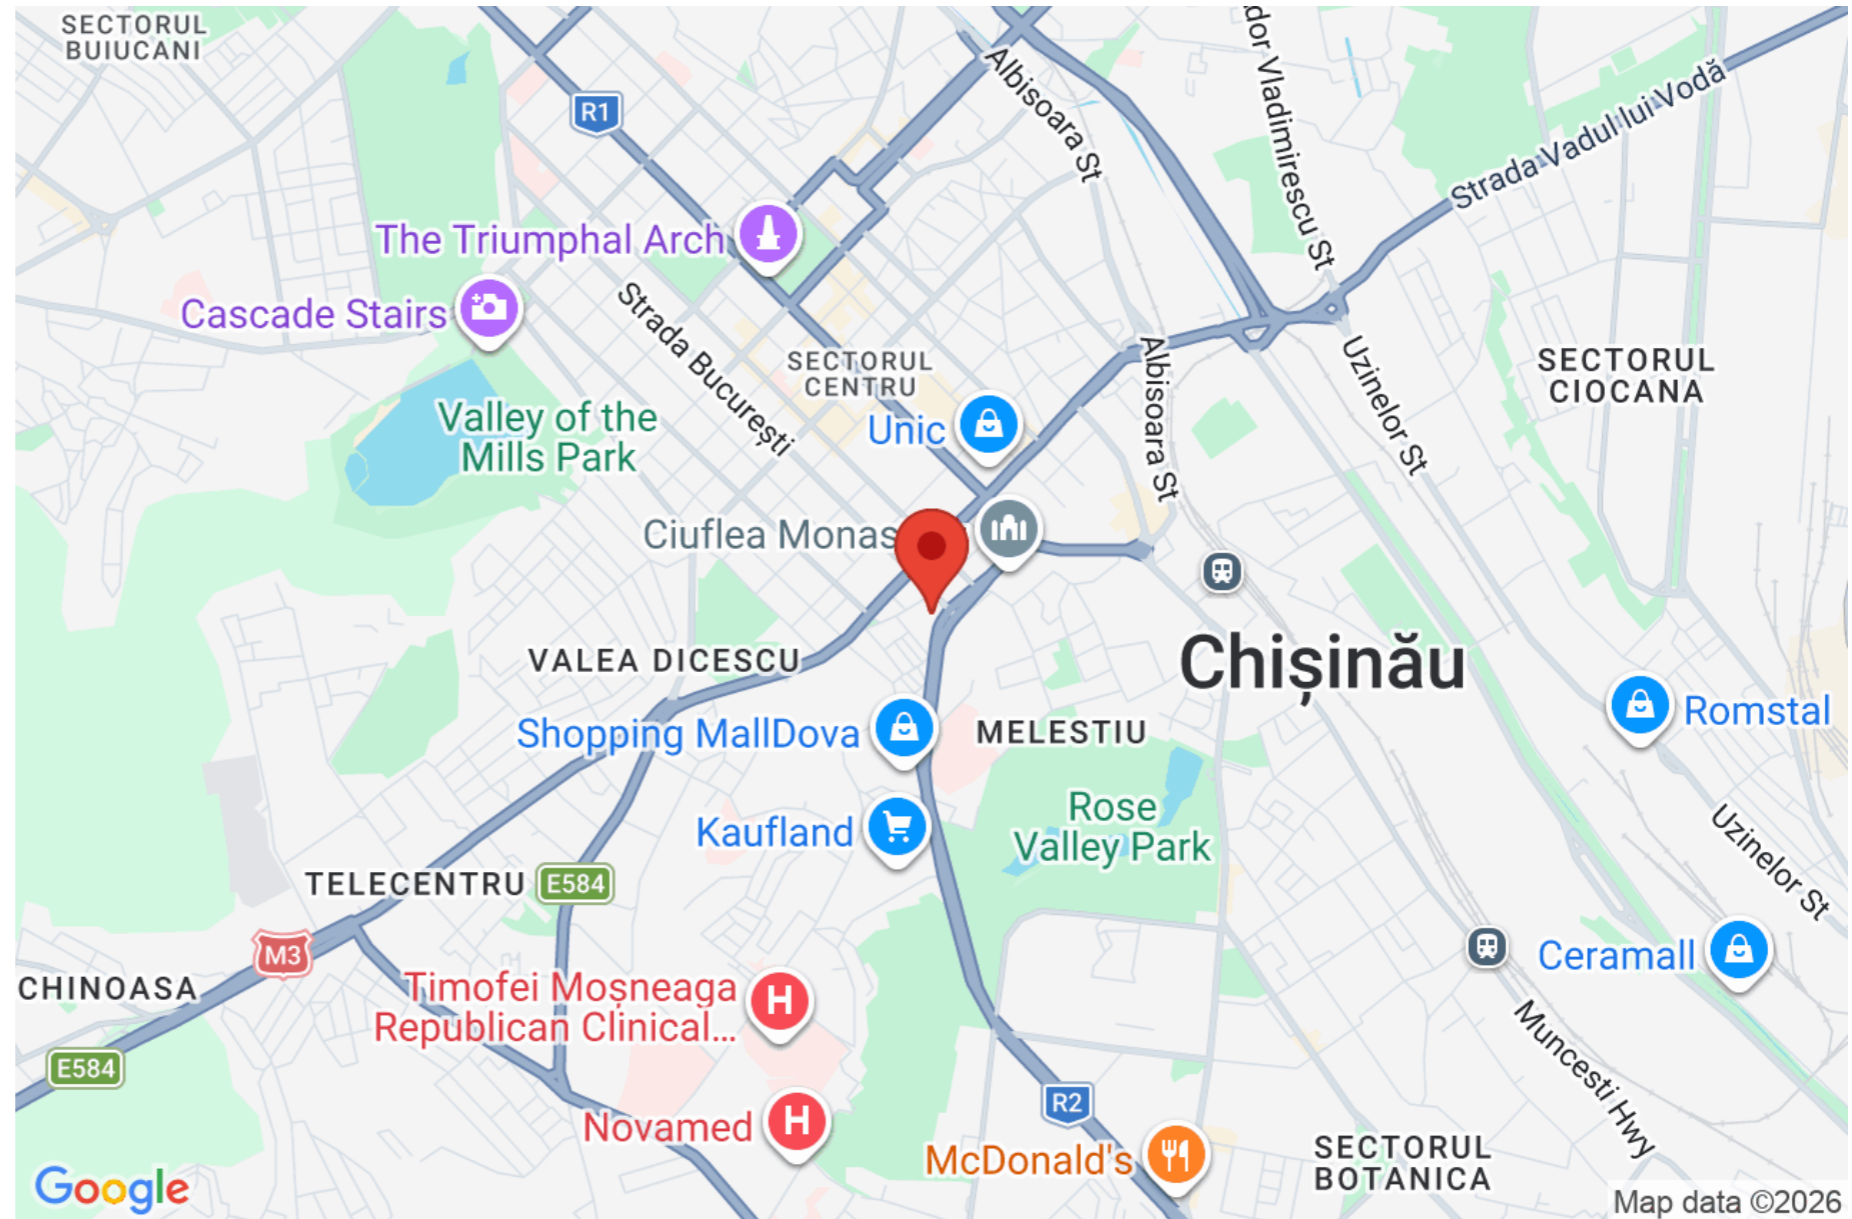 SECTORUL
BUIUCANI
R1
Albisoara St
dor Vladimirescu St
Strada Vadul lui Vodă
The Triumphal Arch
Cascade Stairs
Strada București
SECTORUL
CENTRU
Albisoara St
Uzinelor St
SECTORUL
CIOCANA
Valley of the
Mills Park
Unic
Ciuflea Monas
VALEA DICESCU
Chișinău
Shopping MallDova
MELESTIU
Romstal
Kaufland
Rose
Valley Park
Uzinelor St
TELECENTRU
E584
M3
Ceramall
CHINOASA
Timofei Moșneaga
Republican Clinical...
H
E584
Muncesti Hwy
R2
Novamed
H
McDonald's
SECTORUL
BOTANICA
Google
Map data ©2026